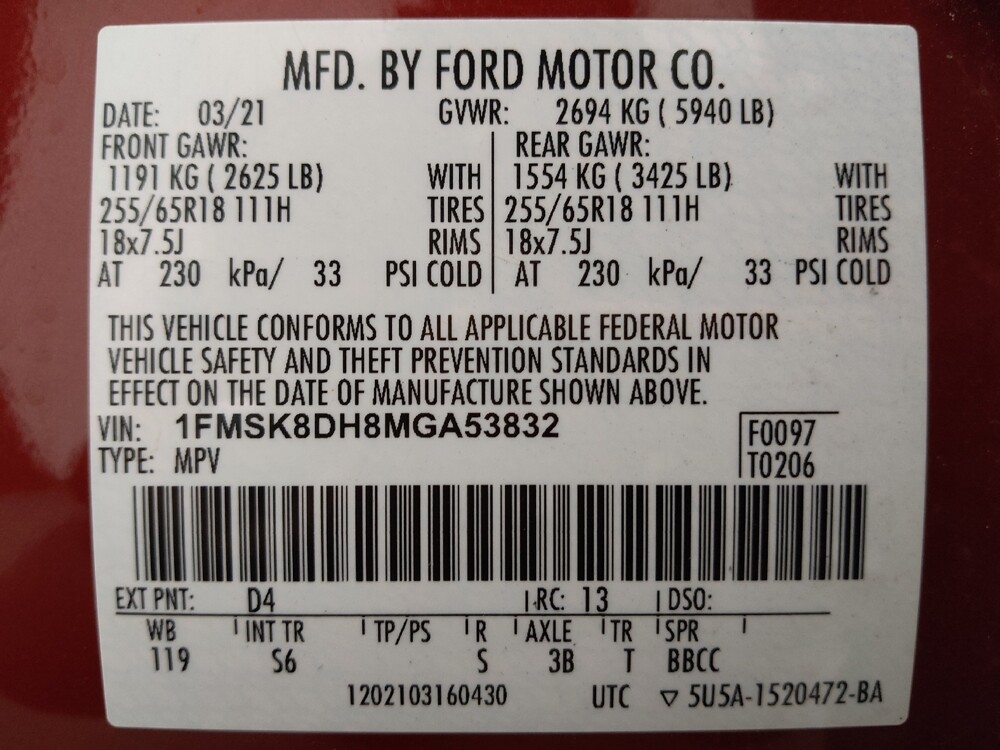 MFD. BY FORD MOTOR CO.
DATE: 03/21 GVWR: 2694 KG ( 5940 LB)
FRONT GAWR: REAR GAWR:
1191 KG ( 2625 LB) WITH 1554 KG ( 3425 LB) WITH
255/65R18 111H TIRES 255/65R18 111H TIRES
18x7.5J RIMS 18x7.5J RIMS
AT 230 kPa/ 33 PSI COLD AT 230 kPa/ 33 PSI COLD
THIS VEHICLE CONFORMS TO ALL APPLICABLE FEDERAL MOTOR
VEHICLE SAFETY AND THEFT PREVENTION STANDARDS IN
EFFECT ON THE DATE OF MANUFACTURE SHOWN ABOVE.
VIN: 1FMSK8DH8MGA53832 F0097
TYPE: MPV T0206
EXT PNT: D4 RC: 13 DSO:
WB INT TR TP/PS R AXLE TR SPR
119 S6 S 3B T BBCC
1202103160430 UTC ▽ 5U5A-1520472-BA